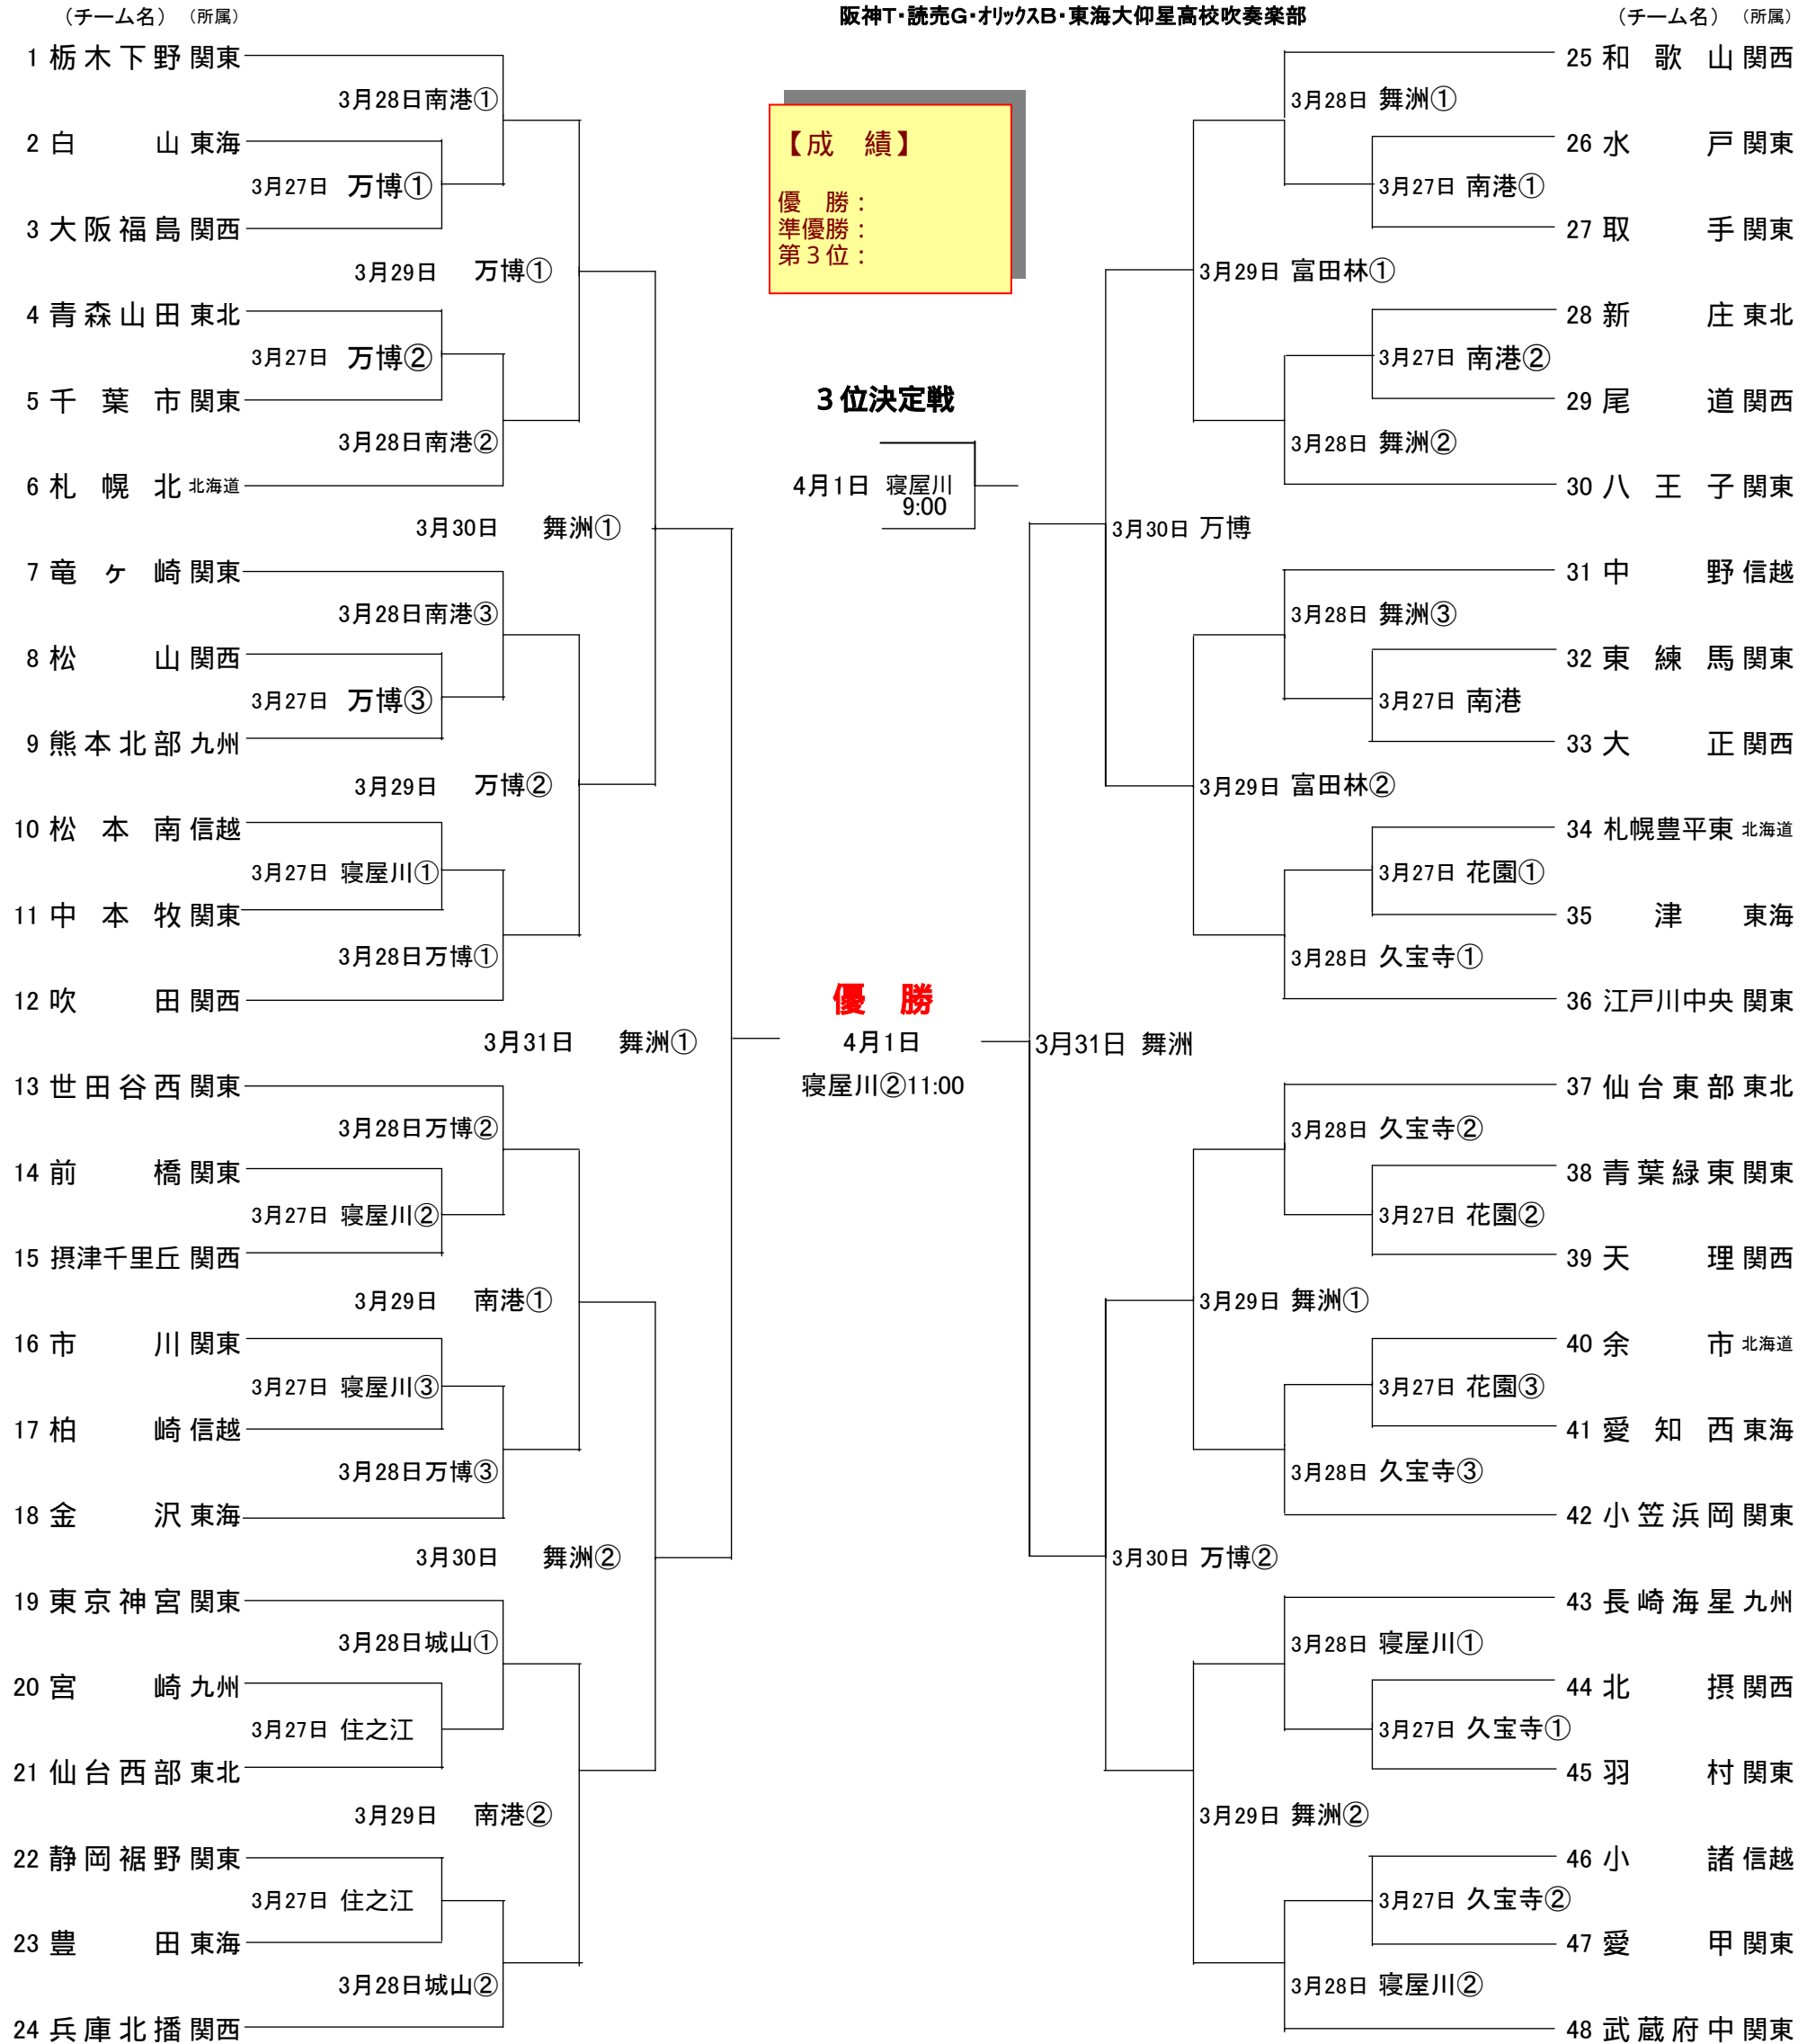 阪神T・読売G・オリックスB・東海大仰星高校吹奏楽部
（チーム名）（所属）
1 栃木下野 関東
3月28日南港①
2 白山 東海
3月27日 万博①
3 大阪福島 関西
3月29日 万博①
4 青森山田 東北
3月27日 万博②
5 千葉市 関東
3月28日南港②
6 札幌北 北海道
3月30日 舞洲①
7 竜ヶ崎 関東
3月28日南港③
8 松山 関西
3月27日 万博③
9 熊本北部 九州
3月29日 万博②
10 松本南 信越
3月27日 寝屋川①
11 中本牧 関東
3月28日万博①
12 吹田 関西
3月31日 舞洲①
13 世田谷西 関東
3月28日万博②
14 前橋 関東
3月27日 寝屋川②
15 摂津千里丘 関西
3月29日 南港①
16 市川 関東
3月27日 寝屋川③
17 柏崎 信越
3月28日万博③
18 金沢 東海
3月30日 舞洲②
19 東京神宮 関東
3月28日城山①
20 宮崎 九州
3月27日 住之江
21 仙台西部 東北
3月29日 南港②
22 静岡裾野 関東
3月27日 住之江
23 豊田 東海
3月28日城山②
24 兵庫北播 関西
【成　績】
優　勝：
準優勝：
第３位：
３位決定戦
4月1日 寝屋川
9:00
優　勝
4月1日
寝屋川②11:00
（チーム名）（所属）
25 和歌山 関西
3月28日 舞洲①
26 水戸 関東
3月27日 南港①
27 取手 関東
3月29日 富田林①
28 新庄 東北
3月27日 南港②
29 尾道 関西
3月28日 舞洲②
30 八王子 関東
3月30日 万博
31 中野 信越
3月28日 舞洲③
32 東練馬 関東
3月27日 南港
33 大正 関西
3月29日 富田林②
34 札幌豊平東 北海道
3月27日 花園①
35 津 東海
3月28日 久宝寺①
36 江戸川中央 関東
3月31日 舞洲
37 仙台東部 東北
3月28日 久宝寺②
38 青葉緑東 関東
3月27日 花園②
39 天理 関西
3月29日 舞洲①
40 余市 北海道
3月27日 花園③
41 愛知西 東海
3月28日 久宝寺③
42 小笠浜岡 関東
3月30日 万博②
43 長崎海星 九州
3月28日 寝屋川①
44 北摂 関西
3月27日 久宝寺①
45 羽村 関東
3月29日 舞洲②
46 小諸 信越
3月27日 久宝寺②
47 愛甲 関東
3月28日 寝屋川②
48 武蔵府中 関東